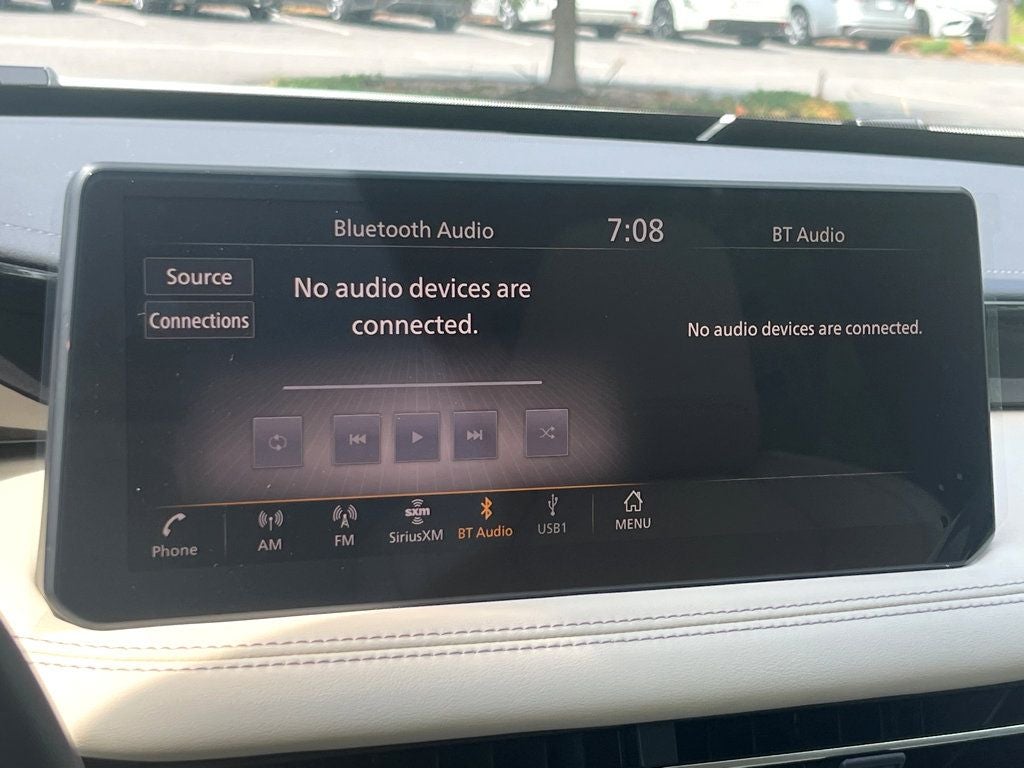 Bluetooth Audio
7:08
BT Audio
Source
Connections
No audio devices are
connected.
No audio devices are connected.
Phone
AM
FM
sxm
SiriusXM
BT Audio
USB1
MENU